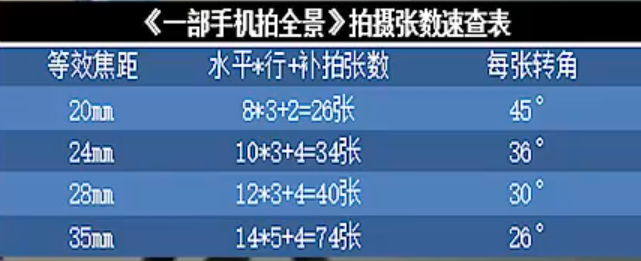 《一部手机拍全景》拍摄张数速查表
等效焦距 水平*行+补拍张数 每张转角
20mm 8*3+2=26张 45°
24mm 10*3+4=34张 36°
28mm 12*3+4=40张 30°
35mm 14*5+4=74张 26°